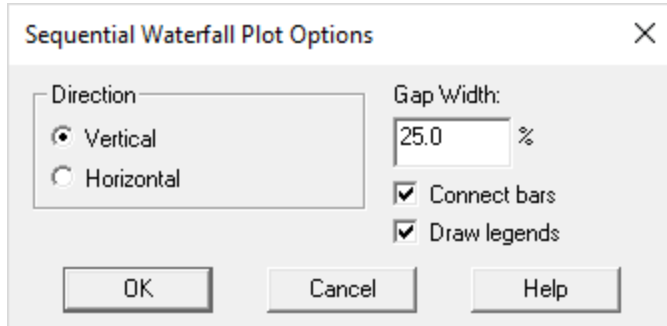 Sequential Waterfall Plot Options
Direction
Vertical
Horizontal
Gap Width:
25.0 %
Connect bars
Draw legends
OK Cancel Help